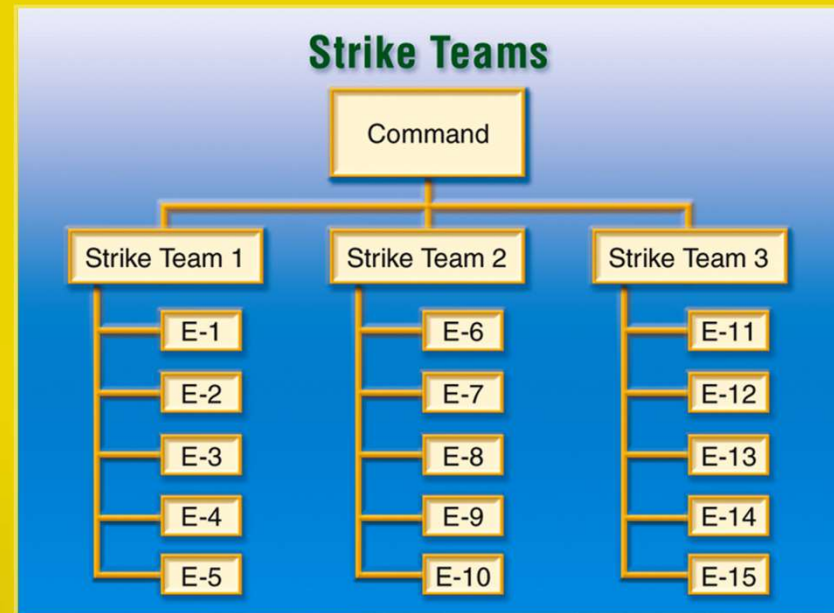 Strike Teams
Command
Strike Team 1
Strike Team 2
Strike Team 3
E-1
E-2
E-3
E-4
E-5
E-6
E-7
E-8
E-9
E-10
E-11
E-12
E-13
E-14
E-15